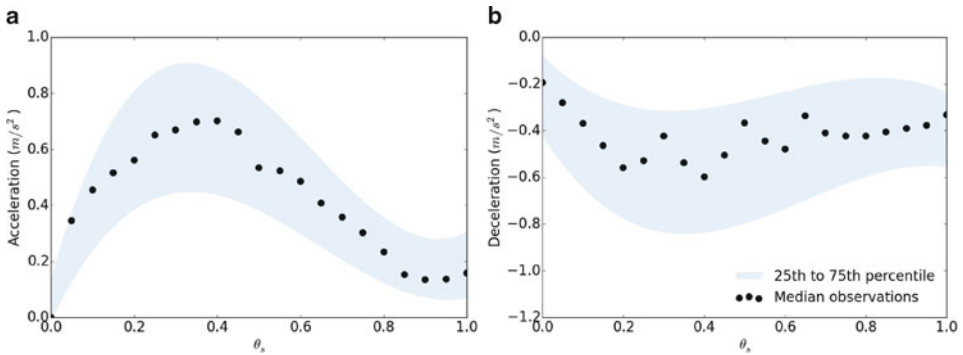 a
1.0
0.8
0.6
0.4
0.2
0.0
Acceleration (m/s²)
0.0 0.2 0.4 0.6 0.8 1.0
θₛ
b
0.0
−0.2
−0.4
−0.6
−0.8
−1.0
−1.2
Deceleration (m/s²)
25th to 75th percentile
Median observations
0.0 0.2 0.4 0.6 0.8 1.0
θₛ